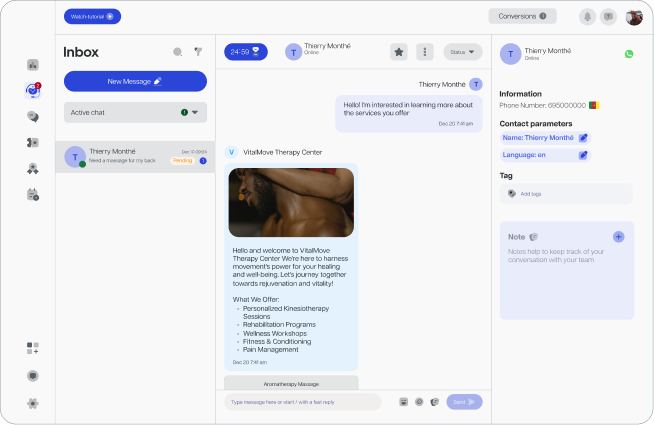 Watch-tutorial
Conversions
Inbox
New Message
Active chat
Thierry Monthé
Need a massage for my back
Dec 10 09:04
Pending
1
24:59
T
Thierry Monthé
Online
Status
Thierry Monthé
T
Hello! I'm interested in learning more about
the services you offer
Dec 20 7:41 am
V
VitalMove Therapy Center
Hello and welcome to VitalMove
Therapy Center We're here to harness
movement's power for your healing
and well-being. Let's journey together
towards rejuvenation and vitality!
What We Offer:
• Personalized Kinesiotherapy
Sessions
• Rehabilitation Programs
• Wellness Workshops
• Fitness & Conditioning
• Pain Management
Dec 20 7:41 am
Aromatherapy Massage
Type message here or start / with a fast reply
Send
T
Thierry Monthé
Online
Information
Phone Number: 695000000
Contact parameters
Name: Thierry Monthé
Language: en
Tag
Add tags
Note
Notes help to keep track of your
conversation with your team